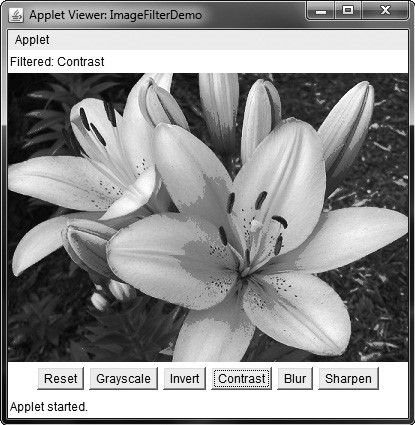 Applet Viewer: ImageFilterDemo
Applet
Filtered: Contrast
Reset Grayscale Invert Contrast Blur Sharpen
Applet started.